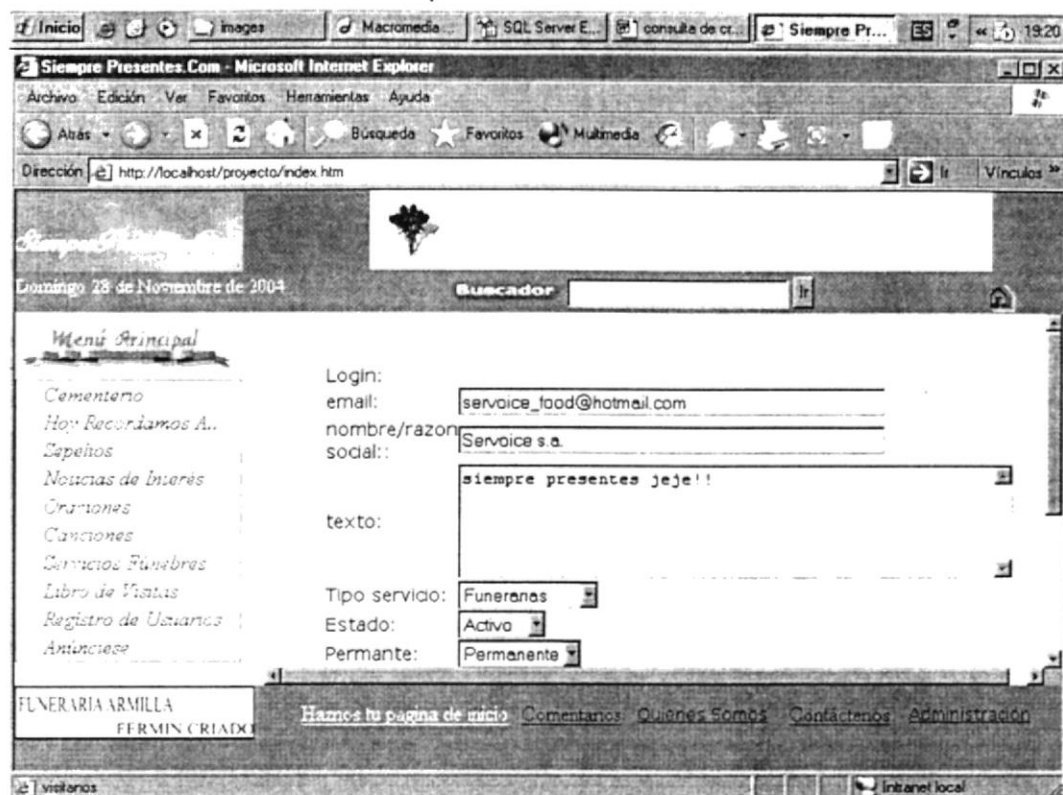 Inicio images Macromedia ... SQL Server E... consulta de cr... Siempre Pr... ES « 19:20
Siempre Presentes.Com - Microsoft Internet Explorer
Archivo Edición Ver Favoritos Herramientas Ayuda
Atrás Búsqueda Favoritos Multimedia
Dirección http://localhost/proyecto/index.htm Ir Vínculos »
Domingo 28 de Noviembre de 2004 Buscador Ir
Menú Principal
Cementerio
Hoy Recordamos A..
Sepelios
Noticias de Interés
Oraciones
Canciones
Servicios Fúnebres
Libro de Visitas
Registro de Usuarios
Anúnciese
Login:
email: servoice_food@hotmail.com
nombre/razon
social:: Servoice s.a.
texto: siempre presentes jeje!!
Tipo servicio: Funerarias
Estado: Activo
Permante: Permanente
FUNERARIA ARMILLA
FERMIN CRIADO
Haznos tu pagina de inicio Comentarios Quienes Somos Contáctenos Administración
visitanos Intranet local